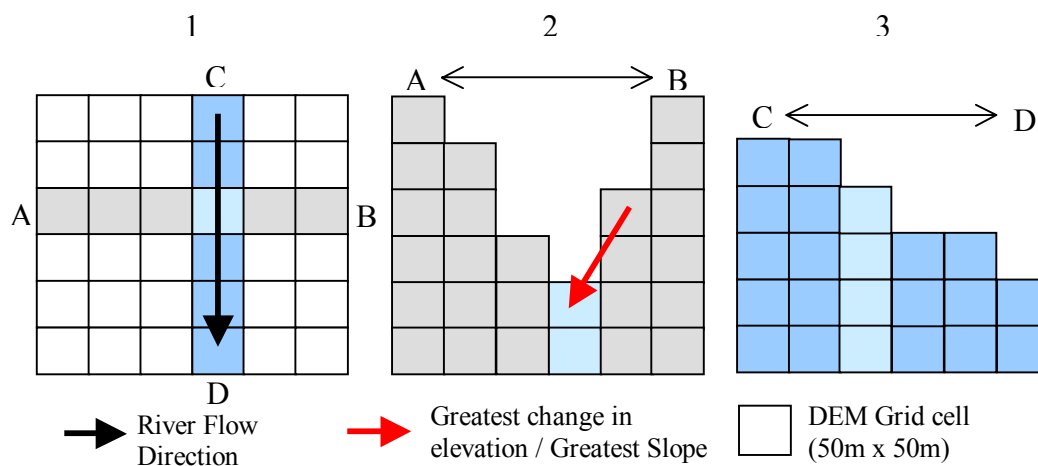 1
2
3
C
A
B
D
A
B
C
D
River Flow
Direction
Greatest change in
elevation / Greatest Slope
DEM Grid cell
(50m x 50m)